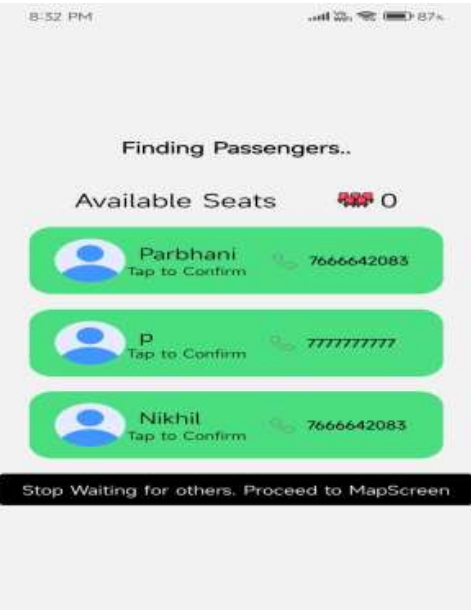 8:32 PM 87%
Finding Passengers..
Available Seats 0
Parbhani
Tap to Confirm 7666642083
p
Tap to Confirm 7777777777
Nikhil
Tap to Confirm 7666642083
Stop Waiting for others. Proceed to MapScreen